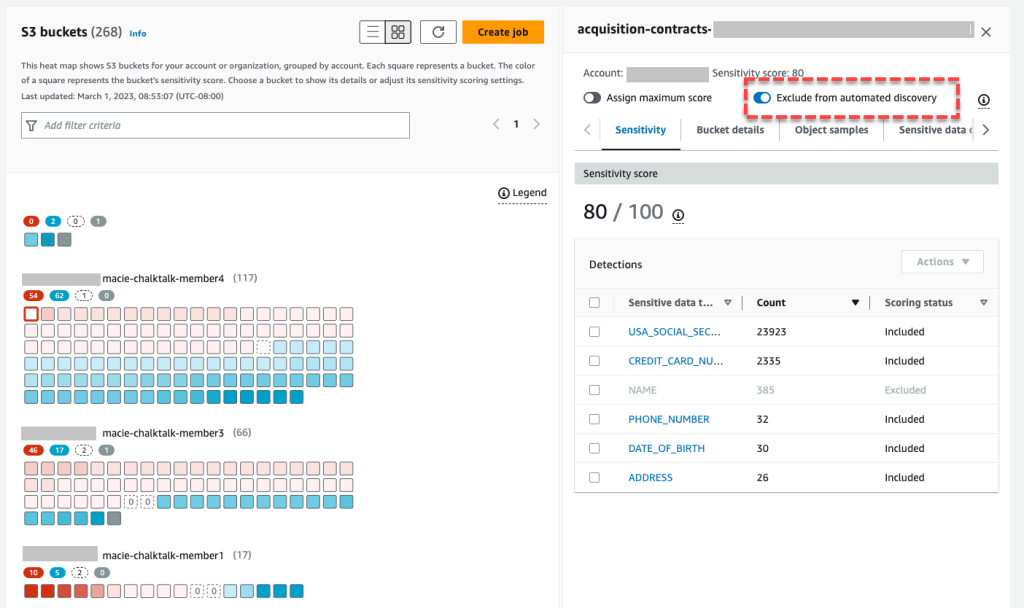 S3 buckets (268) Info
Create job
This heat map shows S3 buckets for your account or organization, grouped by account. Each square represents a bucket. The color
of a square represents the bucket's sensitivity score. Choose a bucket to show its details or adjust its sensitivity scoring settings.
Last updated: March 1, 2023, 08:53:07 (UTC-08:00)
Add filter criteria
1
Legend
0 2 0 1
macie-chalktalk-member4 (117)
54 62 1 0
macie-chalktalk-member3 (66)
46 17 2 1
0 0
macie-chalktalk-member1 (17)
10 5 2 0
0 0
acquisition-contracts-
Account: Sensitivity score: 80
Assign maximum score Exclude from automated discovery
Sensitivity Bucket details Object samples Sensitive data
Sensitivity score
80 / 100
Detections
Actions
Sensitive data t... Count Scoring status
USA_SOCIAL_SEC... 23923 Included
CREDIT_CARD_NU... 2335 Included
NAME 385 Excluded
PHONE_NUMBER 32 Included
DATE_OF_BIRTH 30 Included
ADDRESS 26 Included